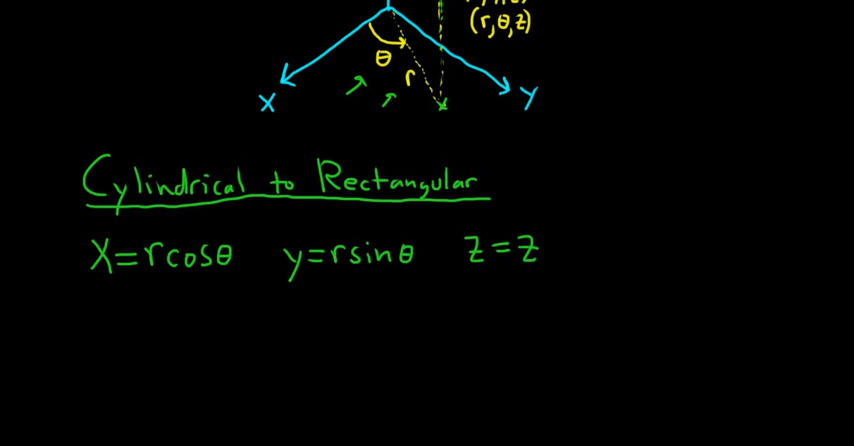 (r,θ,z)
θ
r
X
Y
Cylindrical to Rectangular
X=rcosθ y=rsinθ z=z